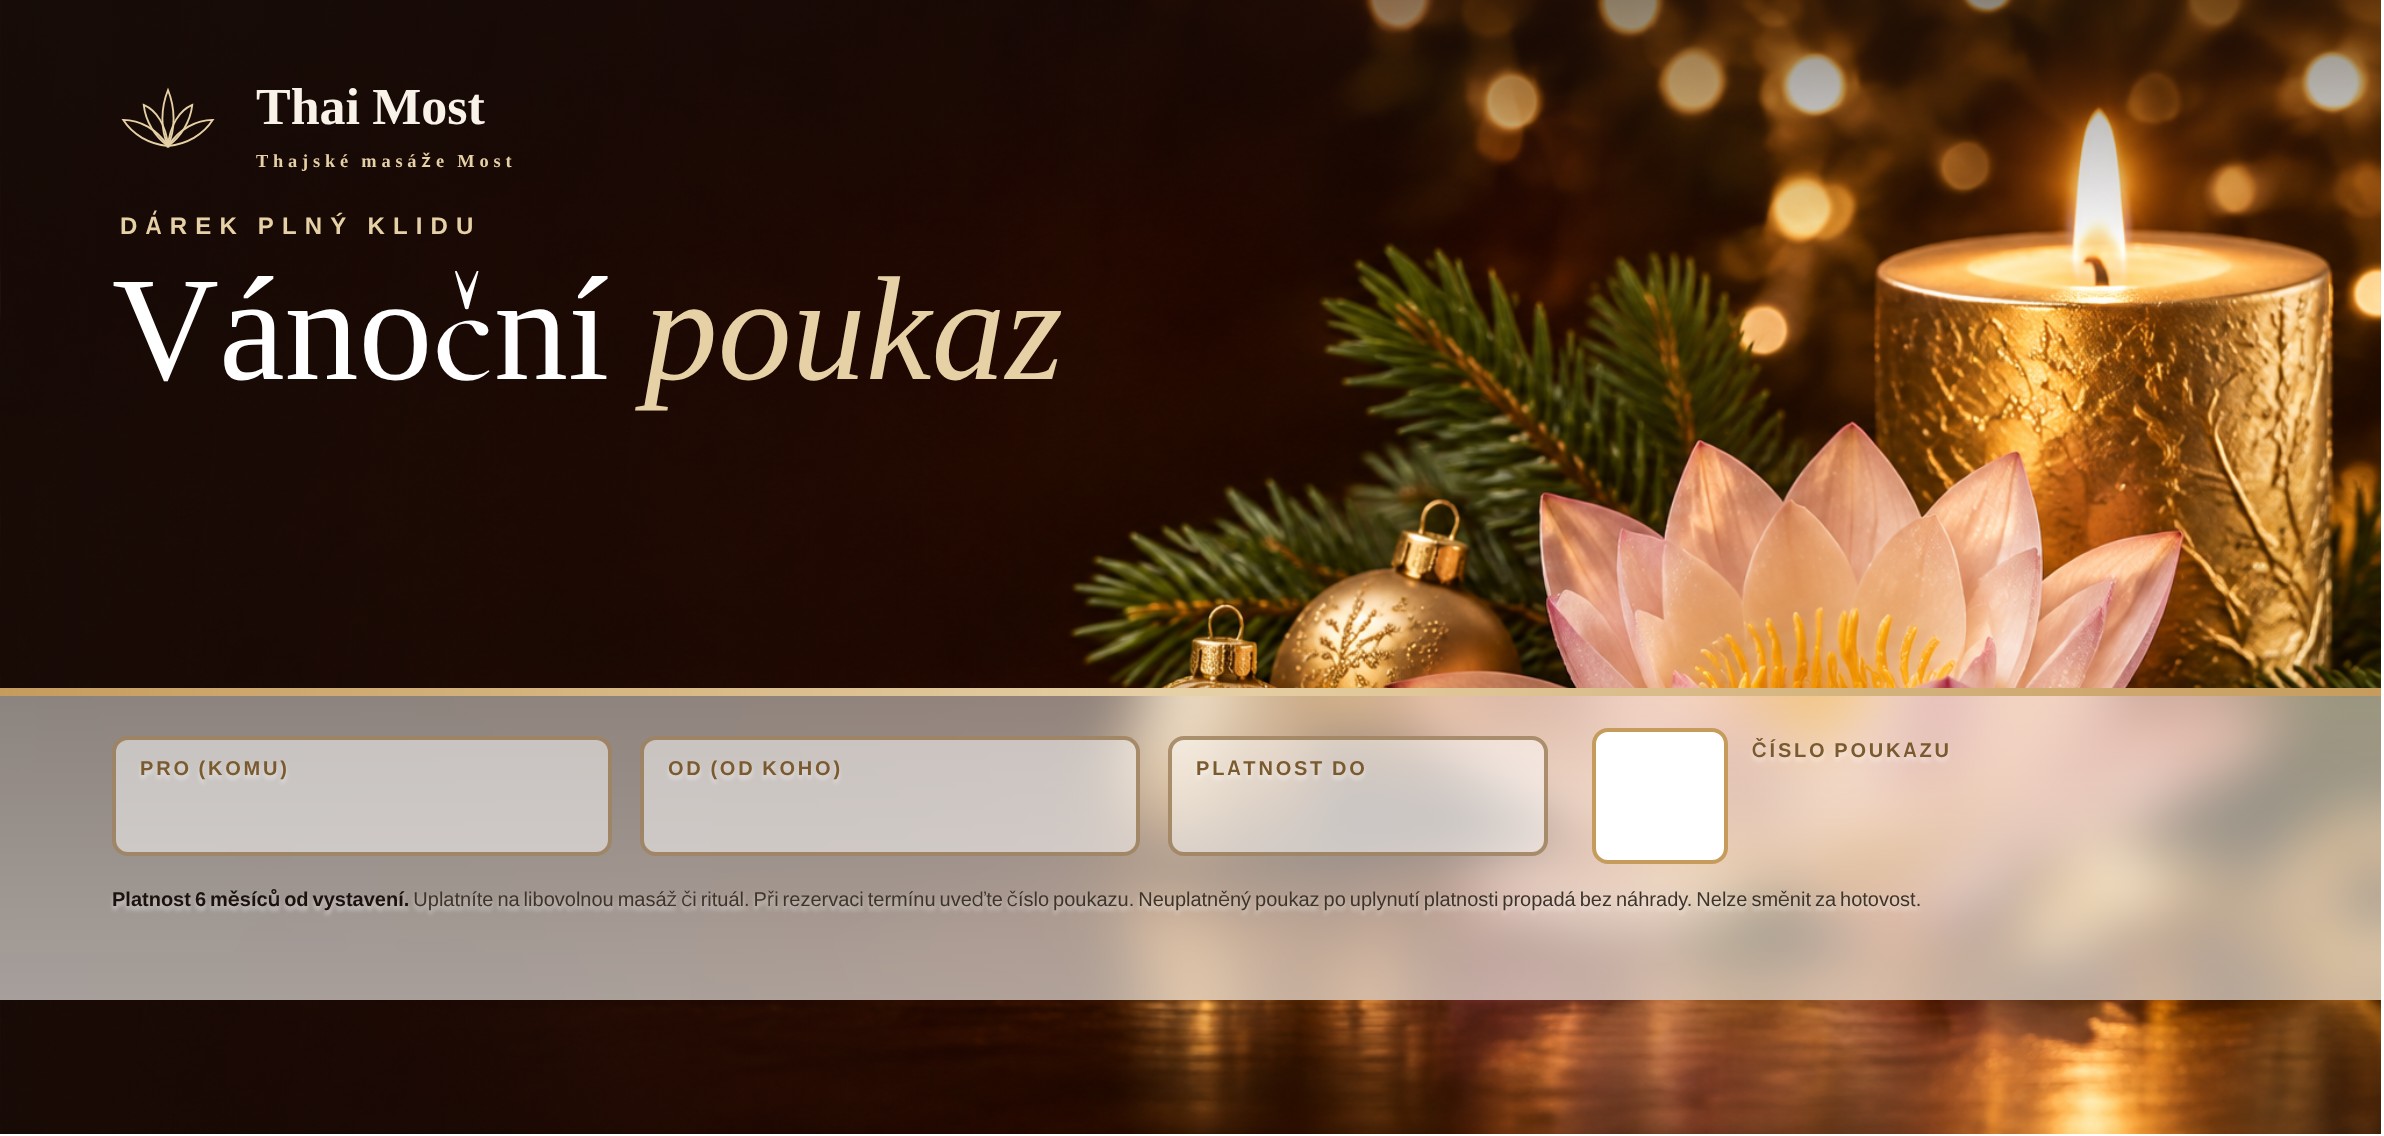 Thai Most
Thajské masáže Most
DÁREK PLNÝ KLIDU
Vánoční poukaz
PRO (KOMU)
OD (OD KOHO)
PLATNOST DO
ČÍSLO POUKAZU
Platnost 6 měsíců od vystavení. Uplatníte na libovolnou masáž či rituál. Při rezervaci termínu uveďte číslo poukazu. Neuplatněný poukaz po uplynutí platnosti propadá bez náhrady. Nelze směnit za hotovost.